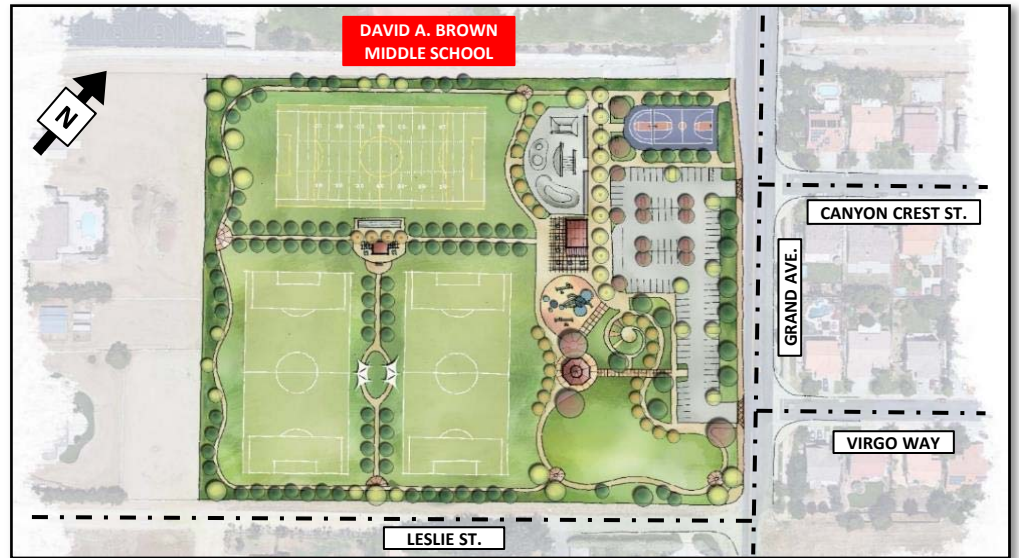 DAVID A. BROWN
MIDDLE SCHOOL
N
CANYON CREST ST.
GRAND AVE.
VIRGO WAY
LESLIE ST.